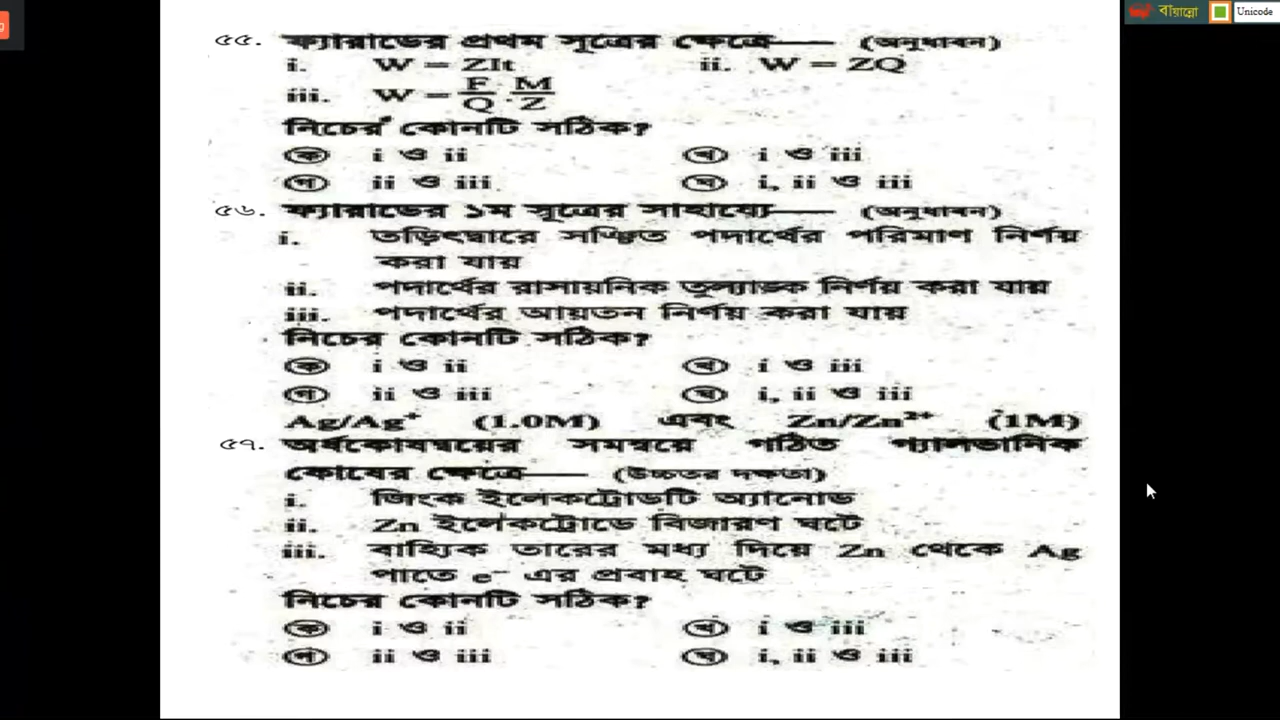 বায়ান্নো Unicode
৫৫. ফ্যারাডের প্রথম সূত্রের ক্ষেত্রে—— (অনুধাবন)
i. W = ZIt ii. W = ZQ
iii. W = F/Q · M/Z
নিচের কোনটি সঠিক?
ক i ও ii খ i ও iii
গ ii ও iii ঘ i, ii ও iii
৫৬. ফ্যারাডের ১ম সূত্রের সাহায্যে—— (অনুধাবন)
i. তড়িৎদ্বারে সঞ্চিত পদার্থের পরিমাণ নির্ণয়
করা যায়
ii. পদার্থের রাসায়নিক তুল্যাঙ্ক নির্ণয় করা যায়
iii. পদার্থের আয়তন নির্ণয় করা যায়
নিচের কোনটি সঠিক?
ক i ও ii খ i ও iii
গ ii ও iii ঘ i, ii ও iii
Ag/Ag⁺ (1.0M) এবং Zn/Zn²⁺ (1M)
৫৭. অর্ধকোষদ্বয়ের সমন্বয়ে গঠিত গ্যালভানিক
কোষের ক্ষেত্রে—— (উচ্চতর দক্ষতা)
i. জিংক ইলেকট্রোডটি অ্যানোড
ii. Zn ইলেকট্রোডে বিজারণ ঘটে
iii. বাহ্যিক তারের মধ্য দিয়ে Zn থেকে Ag
পাতে e⁻ এর প্রবাহ ঘটে
নিচের কোনটি সঠিক?
ক i ও ii খ i ও iii
গ ii ও iii ঘ i, ii ও iii